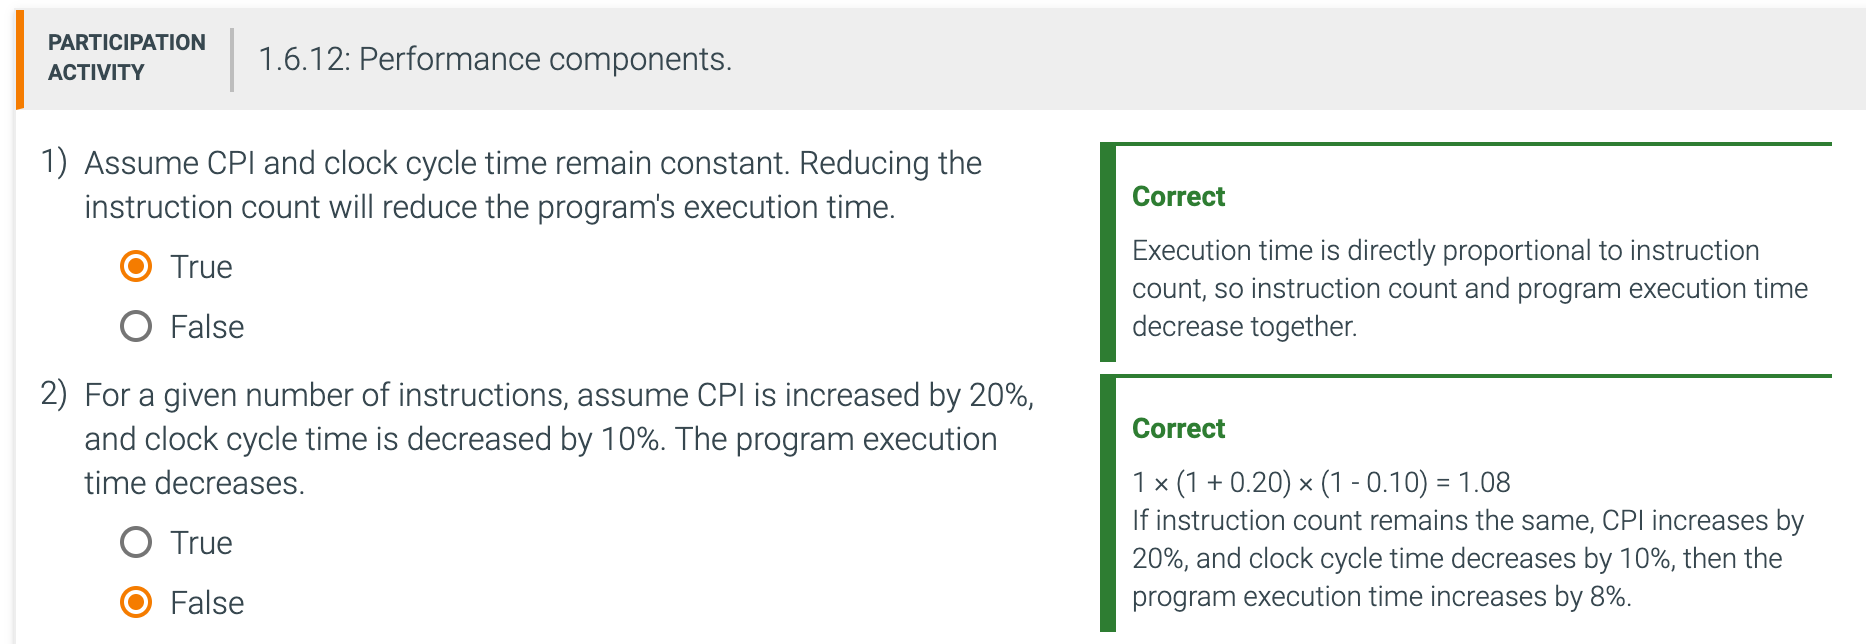 PARTICIPATION
ACTIVITY
1.6.12: Performance components.
1) Assume CPI and clock cycle time remain constant. Reducing the
instruction count will reduce the program's execution time.
True
False
Correct
Execution time is directly proportional to instruction
count, so instruction count and program execution time
decrease together.
2) For a given number of instructions, assume CPI is increased by 20%,
and clock cycle time is decreased by 10%. The program execution
time decreases.
True
False
Correct
1 × (1 + 0.20) × (1 - 0.10) = 1.08
If instruction count remains the same, CPI increases by
20%, and clock cycle time decreases by 10%, then the
program execution time increases by 8%.